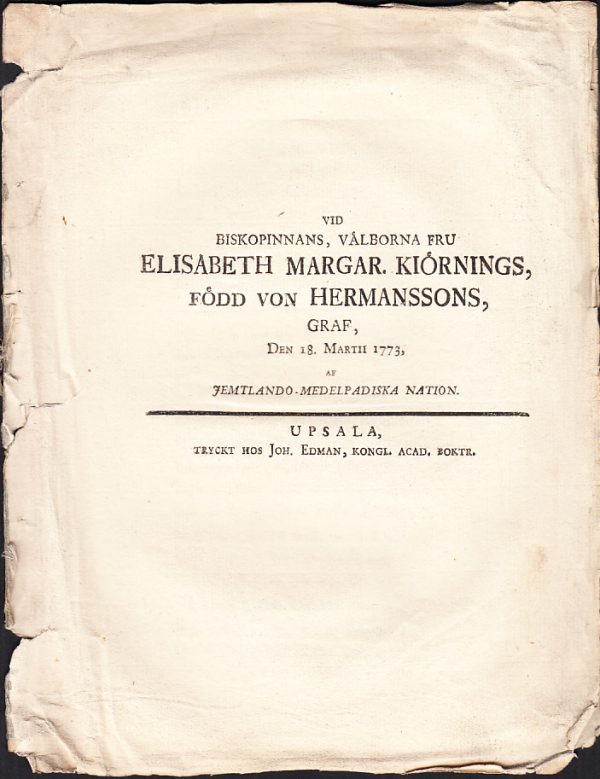 VID
BISKOPINNANS, VÅLBORNA FRU
ELISABETH MARGAR. KIÓRNINGS,
FÖDD VON HERMANSSONS,
GRAF,
DEN 18. MARTII 1773,
AF
JEMTLANDO-MEDELPADISKA NATION.
UPSALA,
TRYCKT HOS JOH. EDMAN, KONGL. ACAD. BOKTR.